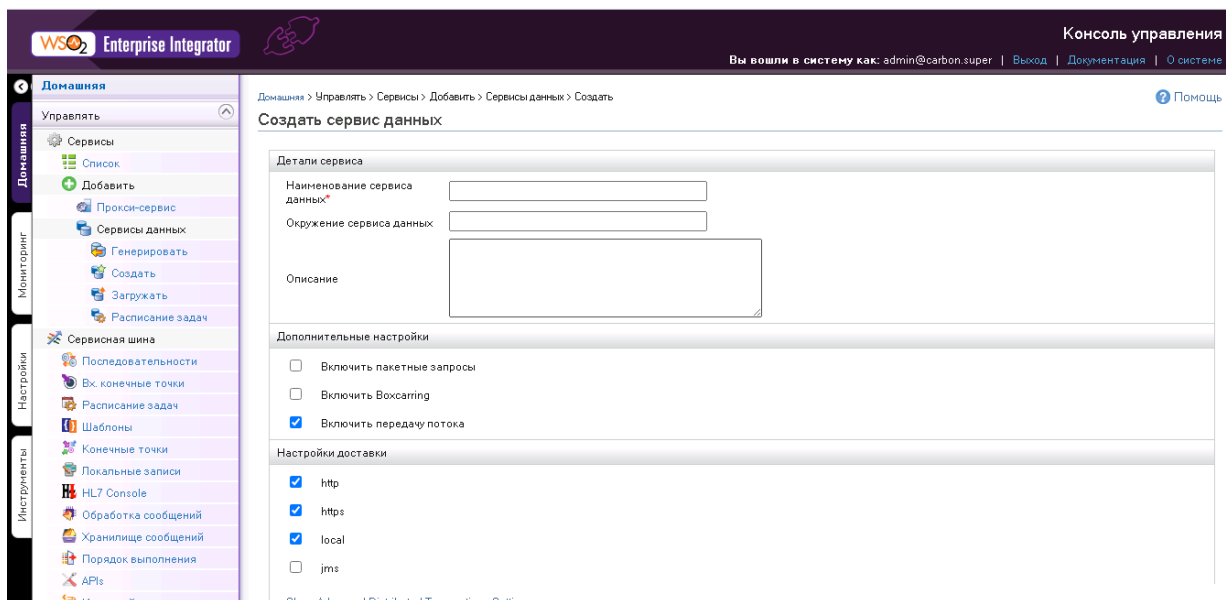 WSO2 Enterprise Integrator
Консоль управления
Вы вошли в систему как: admin@carbon.super | Выход | Документация | О системе
Домашняя
Мониторинг
Настройки
Инструменты
Домашняя
Управлять
Сервисы
Список
Добавить
Прокси-сервис
Сервисы данных
Генерировать
Создать
Загружать
Расписание задач
Сервисная шина
Последовательности
Вх. конечные точки
Расписание задач
Шаблоны
Конечные точки
Локальные записи
HL7 Console
Обработка сообщений
Хранилище сообщений
Порядок выполнения
APIs
Домашняя > Управлять > Сервисы > Добавить > Сервисы данных > Создать
Помощь
Создать сервис данных
Детали сервиса
Наименование сервиса
данных*
Окружение сервиса данных
Описание
Дополнительные настройки
Включить пакетные запросы
Включить Boxcarring
Включить передачу потока
Настройки доставки
http
https
local
jms